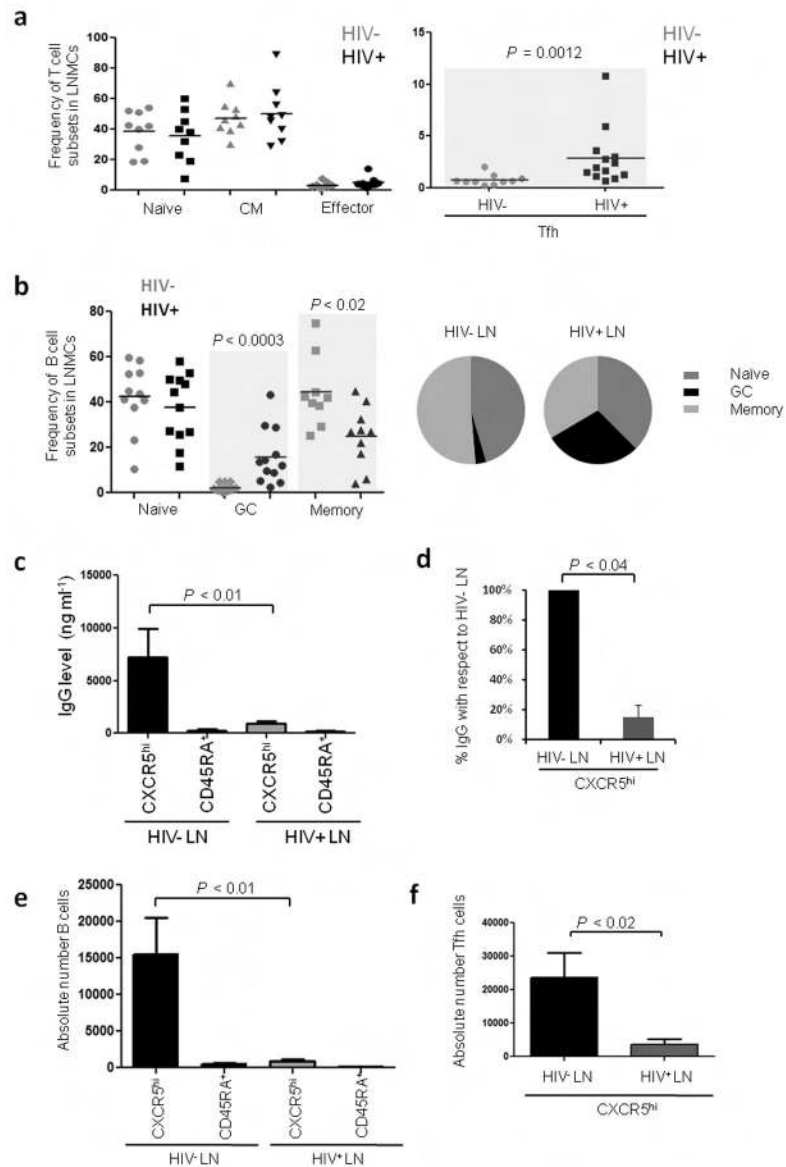 a
HIV-
HIV+
Frequency of T cell
subsets in LNMCs
100
80
60
40
20
0
Naïve
CM
Effector
HIV-
HIV+
P = 0.0012
15
10
5
0
HIV-
HIV+
Tfh
b
HIV-
HIV+
Frequency of B cell
subsets in LNMCs
80
60
40
20
0
P < 0.0003
P < 0.02
Naïve
GC
Memory
HIV- LN
HIV+ LN
Naïve
GC
Memory
c
IgG level (ng ml-1)
15000
10000
5000
0
P < 0.01
CXCR5hi
CD45RA+
CXCR5hi
CD45RA+
HIV- LN
HIV+ LN
d
% IgG with respect to HIV- LN
100%
80%
60%
40%
20%
0%
P < 0.04
HIV- LN
HIV+ LN
CXCR5hi
e
Absolute number B cells
25000
20000
15000
10000
5000
0
P < 0.01
CXCR5hi
CD45RA+
CXCR5hi
CD45RA+
HIV- LN
HIV+ LN
f
Absolute number Tfh cells
40000
30000
20000
10000
0
P < 0.02
HIV- LN
HIV+ LN
CXCR5hi